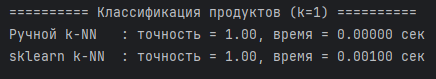 ========== Классификация продуктов (k=1) ==========
Ручной k-NN   : точность = 1.00, время = 0.00000 сек
sklearn k-NN  : точность = 1.00, время = 0.00100 сек